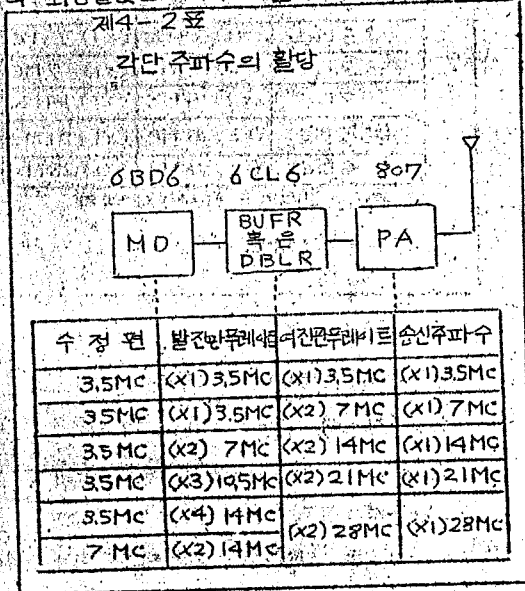 제4-2표
각단 주파수의 할당
6BD6 6CL6 807
MO BUFR 혹은 DBLR PA
수정편 발진관푸레이트 여진관푸레이트 송신주파수
3.5MC (x1)3.5MC (x1)3.5MC (x1)3.5MC
3.5MC (x1)3.5MC (x2) 7MC (x1) 7MC
3.5MC (x2) 7MC (x2)14MC (x1)14MC
3.5MC (x3)10.5MC (x2)21MC (x1)21MC
3.5MC (x4)14MC (x2)28MC (x1)28MC
7 MC (x2)14MC